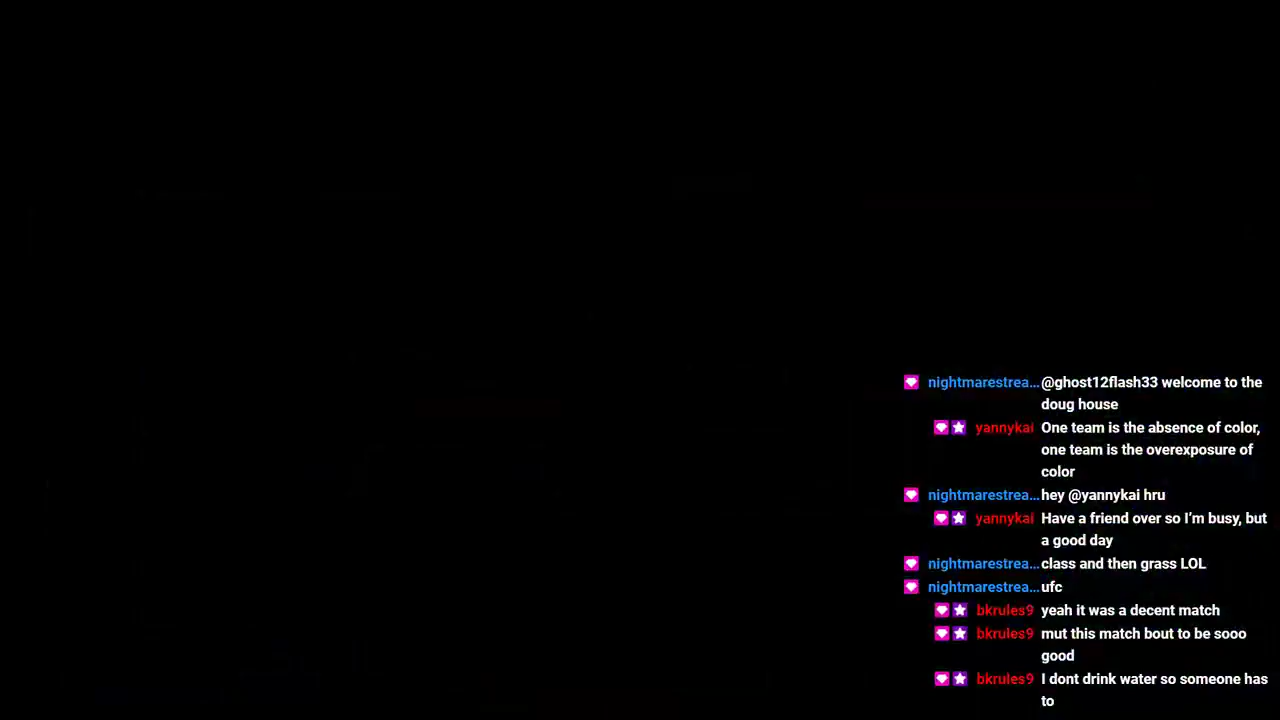 nightmarestrea... @ghost12flash33 welcome to the
doug house
yannykai One team is the absence of color,
one team is the overexposure of
color
nightmarestrea... hey @yannykai hru
yannykai Have a friend over so I'm busy, but
a good day
nightmarestrea... class and then grass LOL
nightmarestrea... ufc
bkrules9 yeah it was a decent match
bkrules9 mut this match bout to be sooo
good
bkrules9 I dont drink water so someone has
to